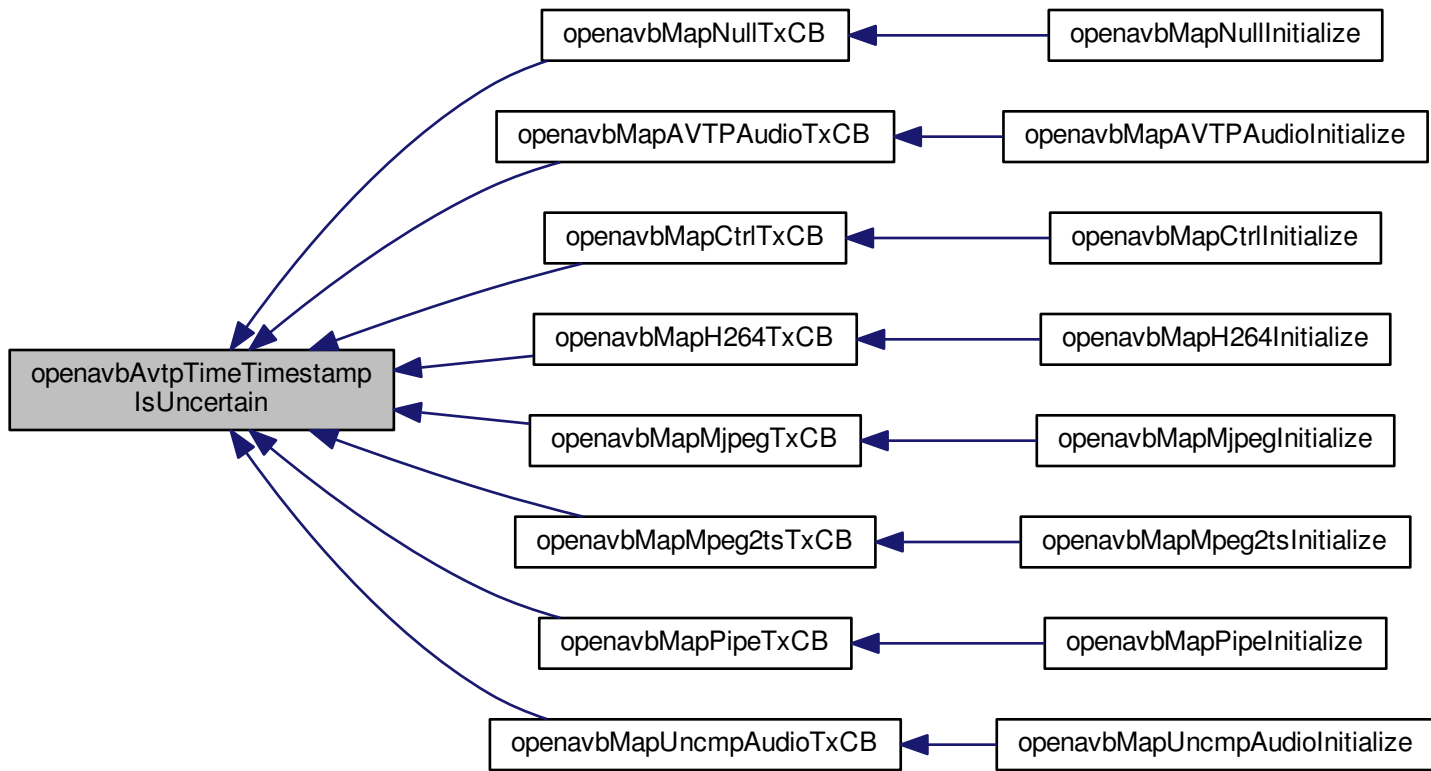 openavbMapNullTxCB
openavbMapNullInitialize
openavbMapAVTPAudioTxCB
openavbMapAVTPAudioInitialize
openavbMapCtrlTxCB
openavbMapCtrlInitialize
openavbMapH264TxCB
openavbMapH264Initialize
openavbAvtpTimeTimestamp
IsUncertain
openavbMapMjpegTxCB
openavbMapMjpegInitialize
openavbMapMpeg2tsTxCB
openavbMapMpeg2tsInitialize
openavbMapPipeTxCB
openavbMapPipeInitialize
openavbMapUncmpAudioTxCB
openavbMapUncmpAudioInitialize